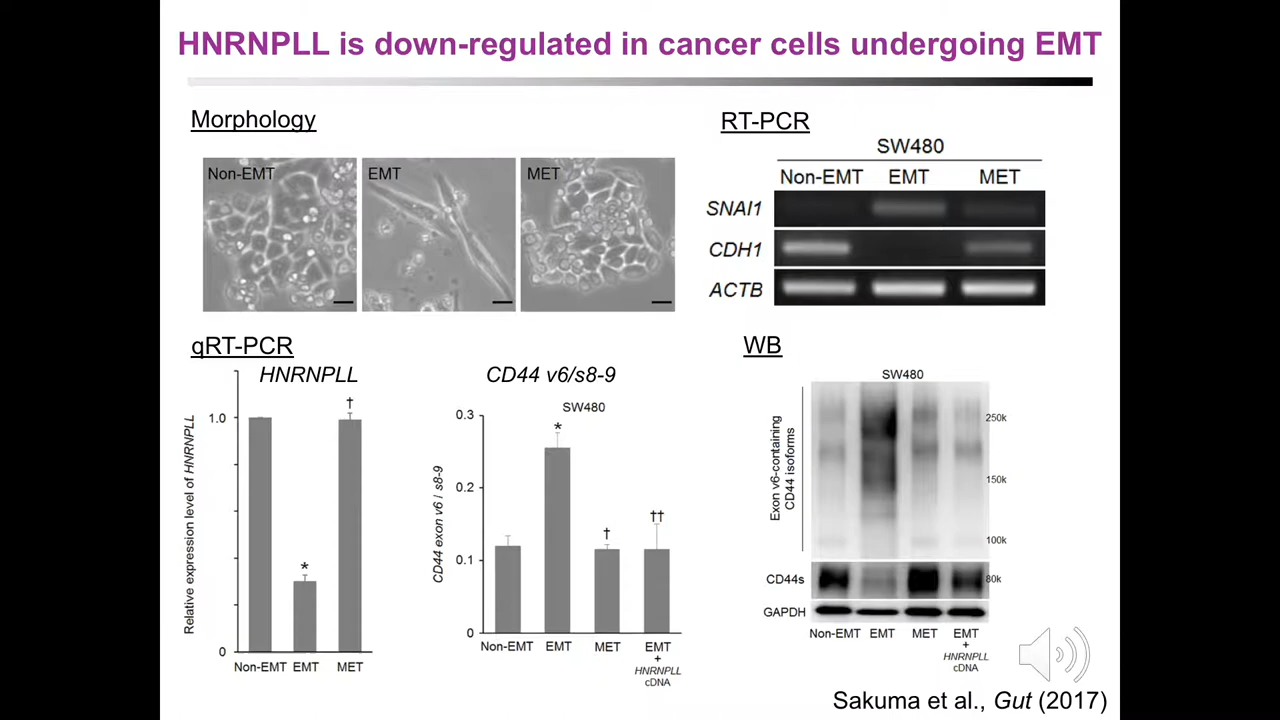 HNRNPLL is down-regulated in cancer cells undergoing EMT
Morphology
Non-EMT
EMT
MET
RT-PCR
SW480
Non-EMT EMT MET
SNAI1
CDH1
ACTB
qRT-PCR
HNRNPLL
Relative expression level of HNRNPLL
1.0
0
*
†
Non-EMT EMT MET
CD44 v6/s8-9
SW480
CD44 exon v6 / s8-9
0.3
0.2
0.1
0
*
†
††
Non-EMT EMT MET EMT
+
HNRNPLL
cDNA
WB
SW480
Exon v6-containing
CD44 isoforms
250k
150k
100k
CD44s
80k
GAPDH
Non-EMT EMT MET EMT
+
HNRNPLL
cDNA
Sakuma et al., Gut (2017)